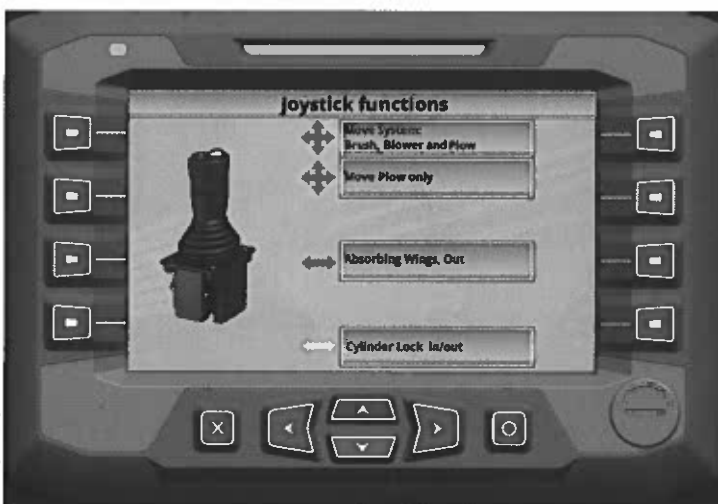 Joystick functions
Move System:
Brush, Blower and Plow
Move Plow only
Absorbing Wings, Out
Cylinder Lock in/out
X
O